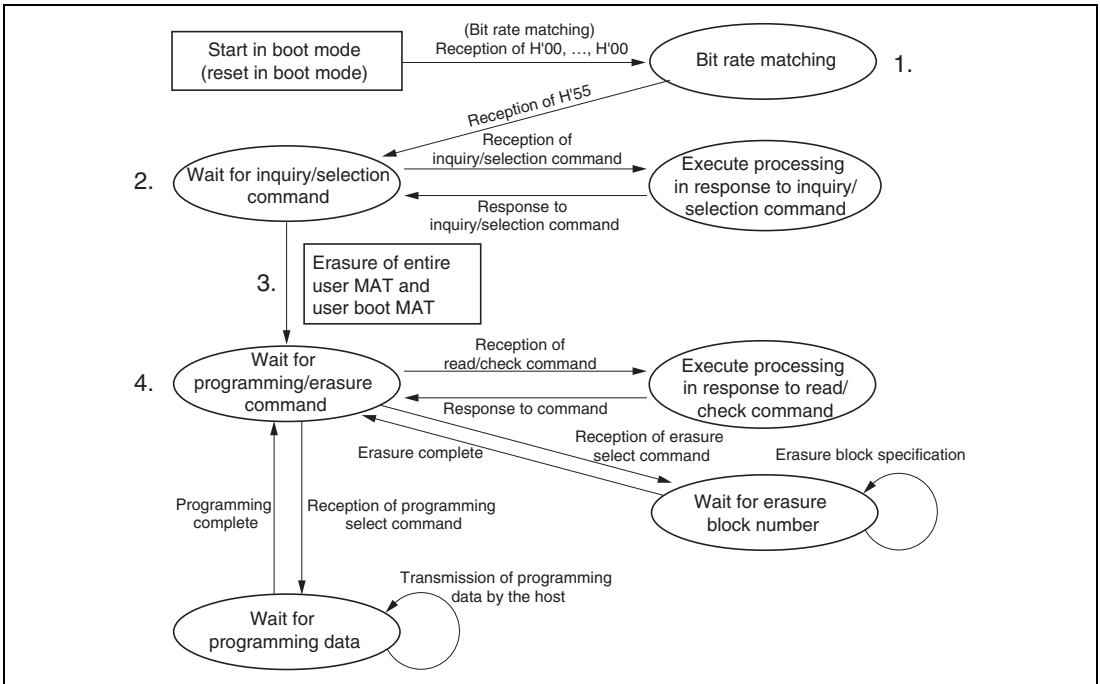 Start in boot mode
(reset in boot mode)
(Bit rate matching)
Reception of H'00, ..., H'00
Bit rate matching
1.
Reception of H'55
2.
Wait for inquiry/selection
command
Reception of
inquiry/selection command
Response to
inquiry/selection command
Execute processing
in response to inquiry/
selection command
3.
Erasure of entire
user MAT and
user boot MAT
4.
Wait for
programming/erasure
command
Reception of
read/check command
Response to command
Execute processing
in response to read/
check command
Erasure complete
Reception of erasure
select command
Erasure block specification
Wait for erasure
block number
Programming
complete
Reception of programming
select command
Transmission of programming
data by the host
Wait for
programming data